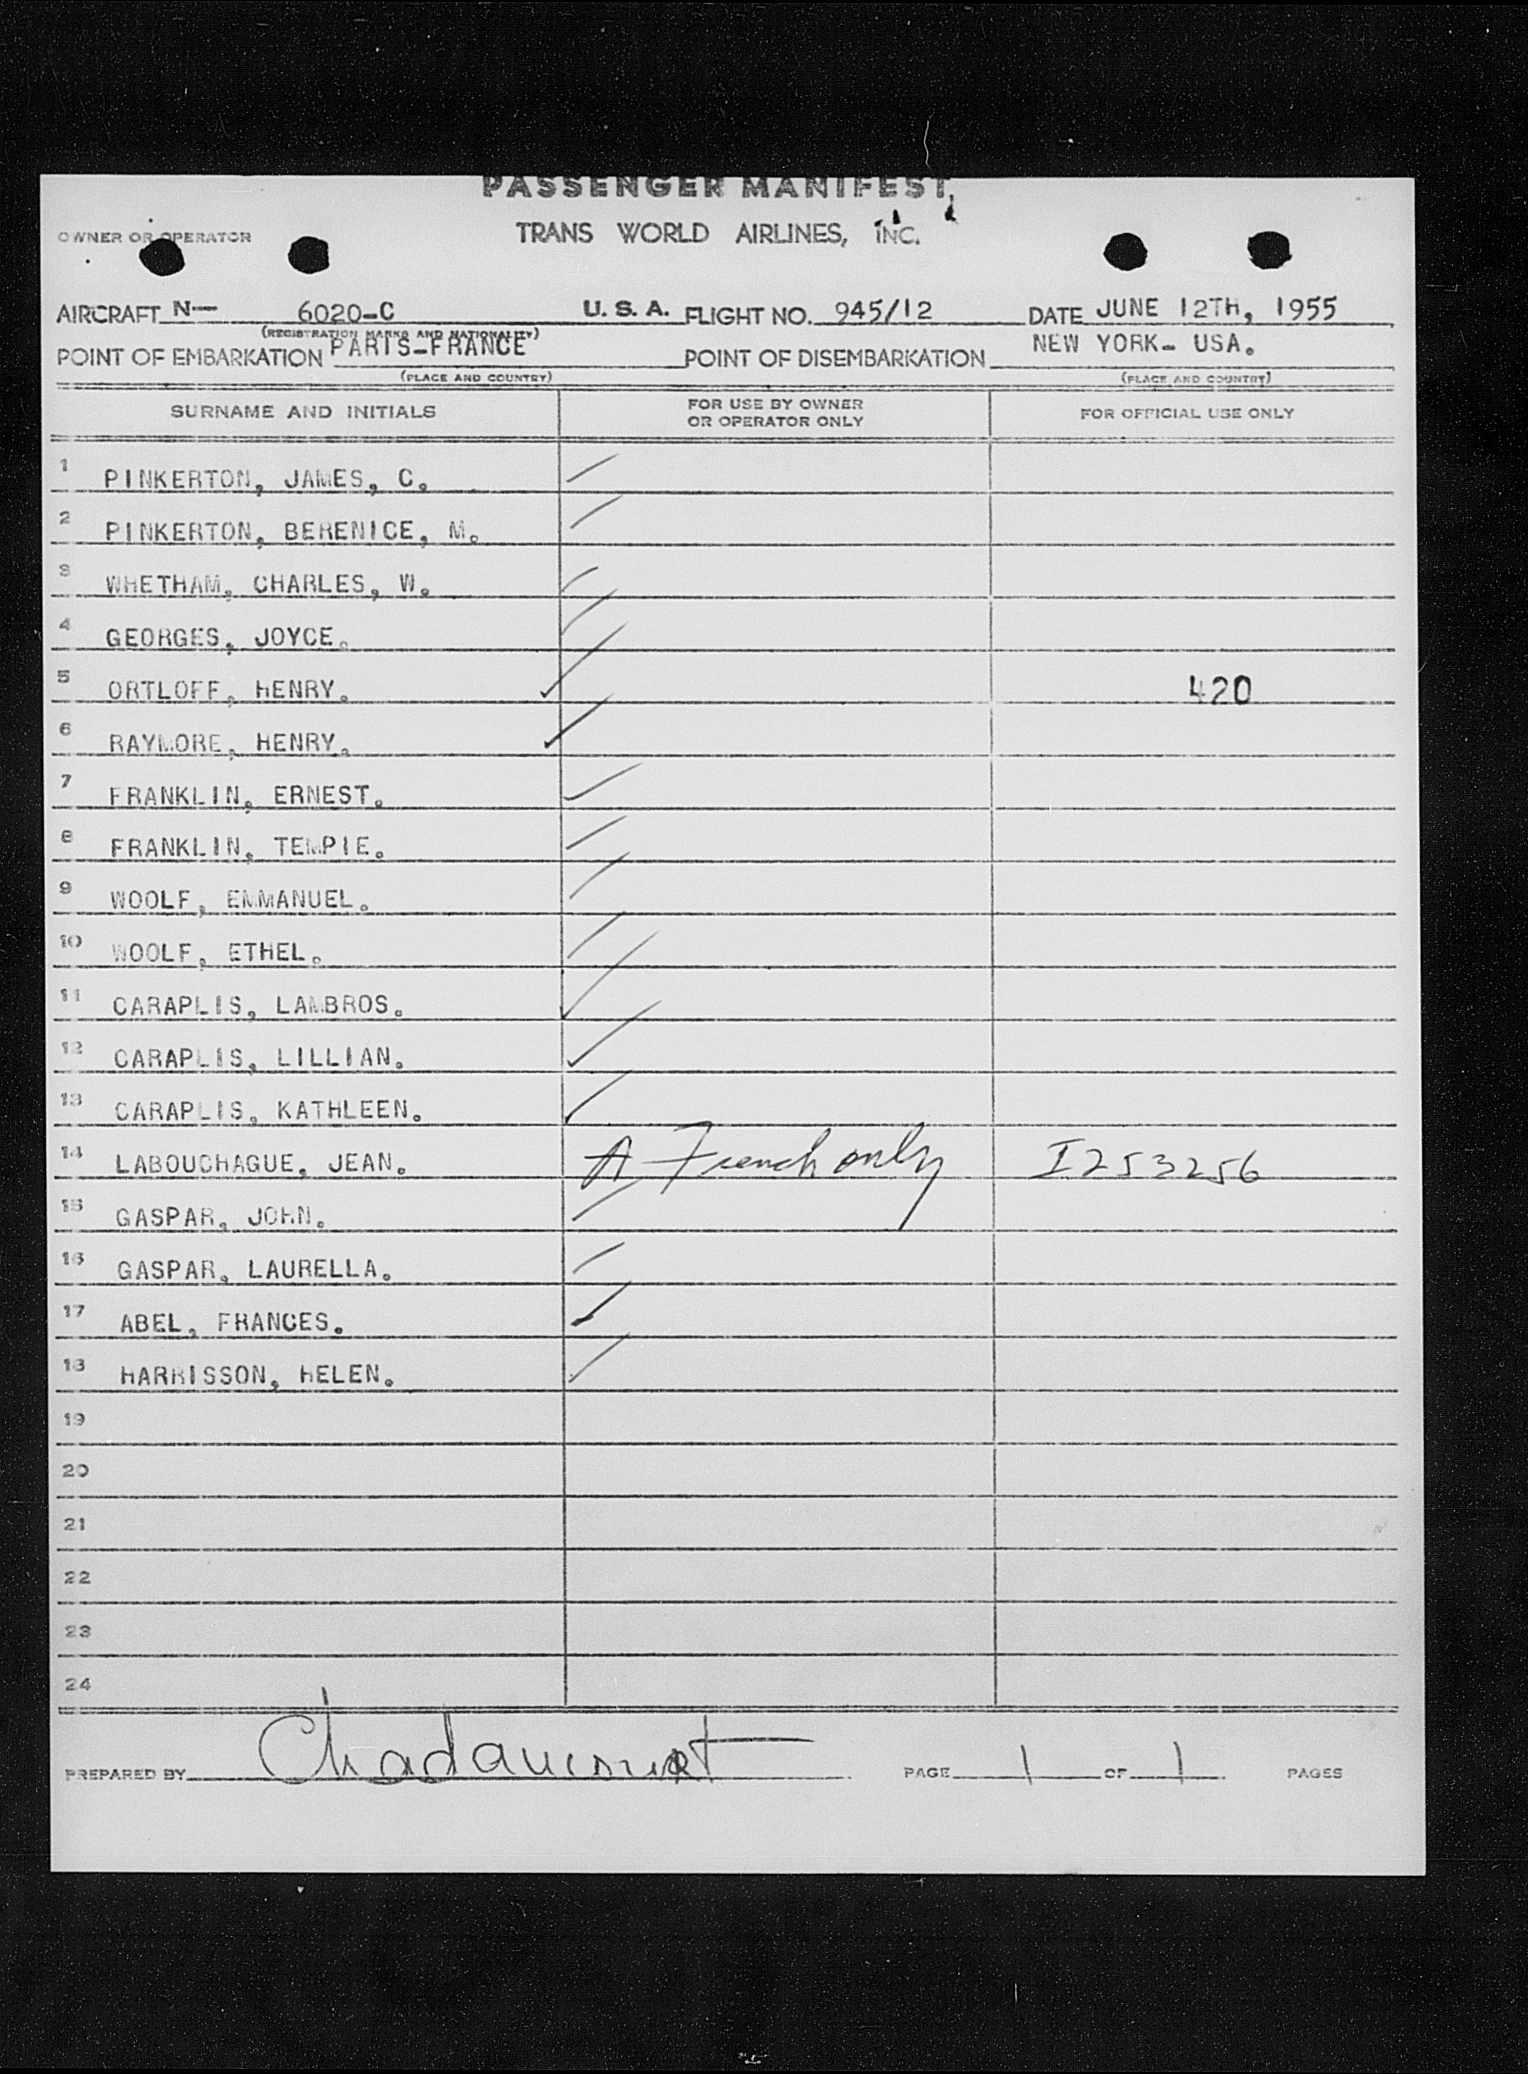 PASSENGER MANIFEST
OWNER OR OPERATOR TRANS WORLD AIRLINES, INC.
AIRCRAFT N- 6020-C U. S. A. FLIGHT NO. 945/12 DATE JUNE 12TH, 1955
(REGISTRATION MARKS AND NATIONALITY)
POINT OF EMBARKATION PARIS-FRANCE POINT OF DISEMBARKATION NEW YORK- USA.
(PLACE AND COUNTRY) (PLACE AND COUNTRY)
SURNAME AND INITIALS FOR USE BY OWNER OR OPERATOR ONLY FOR OFFICIAL USE ONLY
1 PINKERTON, JAMES, C.
2 PINKERTON, BERENICE, M.
3 WHETHAM, CHARLES, W.
4 GEORGES, JOYCE.
5 ORTLOFF, HENRY. 420
6 RAYMORE, HENRY.
7 FRANKLIN, ERNEST.
8 FRANKLIN, TEMPIE.
9 WOOLF, EMMANUEL.
10 WOOLF, ETHEL.
11 CARAPLIS, LAMBROS.
12 CARAPLIS, LILLIAN.
13 CARAPLIS, KATHLEEN.
14 LABOUCHAGUE, JEAN. A French only I253256
15 GASPAR, JOHN.
16 GASPAR, LAURELLA.
17 ABEL, FRANCES.
18 HARRISSON, HELEN.
19
20
21
22
23
24
PREPARED BY Chadancourt PAGE 1 OF 1 PAGES